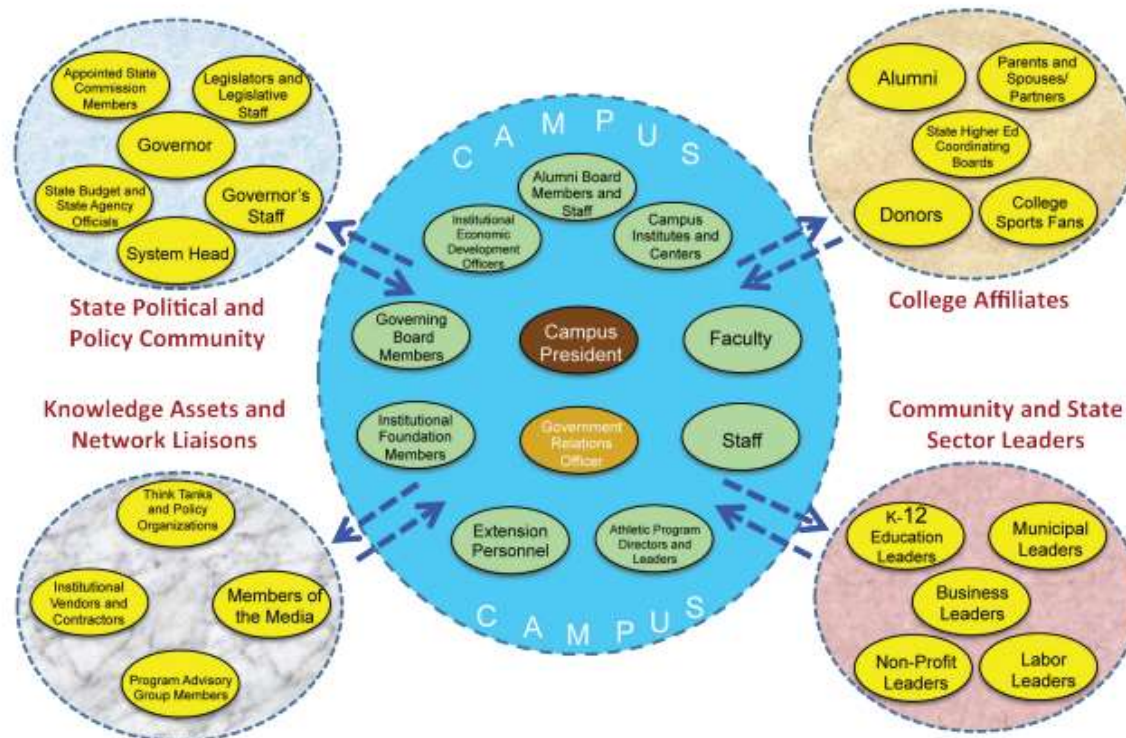 Appointed State
Commission
Members
Legislators and
Legislative
Staff
Governor
State Budget and
State Agency
Officials
Governor's
Staff
System Head
State Political and
Policy Community
CAMPUS
Alumni Board
Members and
Staff
Institutional
Economic
Development
Officers
Campus
Institutes and
Centers
Governing
Board
Members
Campus
President
Faculty
Institutional
Foundation
Members
Government
Relations
Officer
Staff
Extension
Personnel
Athletic Program
Directors and
Leaders
CAMPUS
Alumni
Parents and
Spouses/
Partners
State Higher Ed
Coordinating
Boards
Donors
College
Sports Fans
College Affiliates
Knowledge Assets and
Network Liaisons
Think Tanks
and Policy
Organizations
Institutional
Vendors and
Contractors
Members of
the Media
Program Advisory
Group Members
Community and State
Sector Leaders
K-12
Education
Leaders
Municipal
Leaders
Business
Leaders
Non-Profit
Leaders
Labor
Leaders